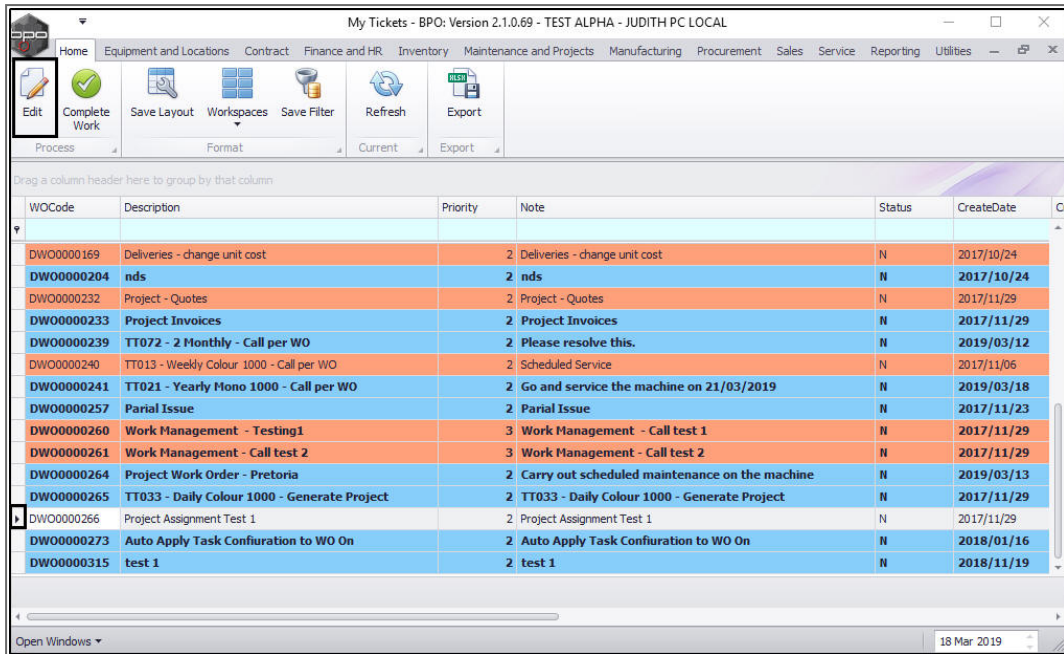 bpo
My Tickets - BPO: Version 2.1.0.69 - TEST ALPHA - JUDITH PC LOCAL
Home Equipment and Locations Contract Finance and HR Inventory Maintenance and Projects Manufacturing Procurement Sales Service Reporting Utilities
XLSX
Edit Complete Work Save Layout Workspaces Save Filter Refresh Export
Process Format Current Export
Drag a column header here to group by that column
WOCode Description Priority Note Status CreateDate
DWO0000169 Deliveries - change unit cost 2 Deliveries - change unit cost N 2017/10/24
DWO0000204 nds 2 nds N 2017/10/24
DWO0000232 Project - Quotes 2 Project - Quotes N 2017/11/29
DWO0000233 Project Invoices 2 Project Invoices N 2017/11/29
DWO0000239 TT072 - 2 Monthly - Call per WO 2 Please resolve this. N 2019/03/12
DWO0000240 TT013 - Weekly Colour 1000 - Call per WO 2 Scheduled Service N 2017/11/06
DWO0000241 TT021 - Yearly Mono 1000 - Call per WO 2 Go and service the machine on 21/03/2019 N 2019/03/18
DWO0000257 Parial Issue 2 Parial Issue N 2017/11/23
DWO0000260 Work Management - Testing1 3 Work Management - Call test 1 N 2017/11/29
DWO0000261 Work Management - Call test 2 3 Work Management - Call test 2 N 2017/11/29
DWO0000264 Project Work Order - Pretoria 2 Carry out scheduled maintenance on the machine N 2019/03/13
DWO0000265 TT033 - Daily Colour 1000 - Generate Project 2 TT033 - Daily Colour 1000 - Generate Project N 2017/11/29
DWO0000266 Project Assignment Test 1 2 Project Assignment Test 1 N 2017/11/29
DWO0000273 Auto Apply Task Confiuration to WO On 2 Auto Apply Task Confiuration to WO On N 2018/01/16
DWO0000315 test 1 2 test 1 N 2018/11/19
Open Windows 18 Mar 2019